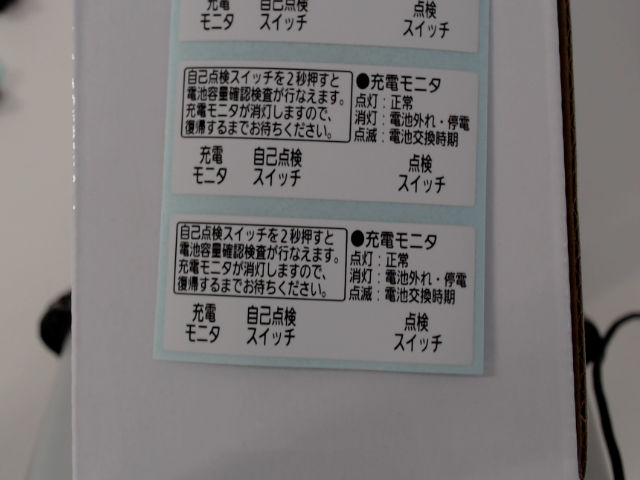 充電 自己点検 点検
モニタ スイッチ スイッチ
自己点検スイッチを2秒押すと
電池容量確認検査が行なえます。
充電モニタが消灯しますので、
復帰するまでお待ちください。
●充電モニタ
点灯：正常
消灯：電池外れ・停電
点滅：電池交換時期
充電 自己点検 点検
モニタ スイッチ スイッチ
自己点検スイッチを2秒押すと
電池容量確認検査が行なえます。
充電モニタが消灯しますので、
復帰するまでお待ちください。
●充電モニタ
点灯：正常
消灯：電池外れ・停電
点滅：電池交換時期
充電 自己点検 点検
モニタ スイッチ スイッチ